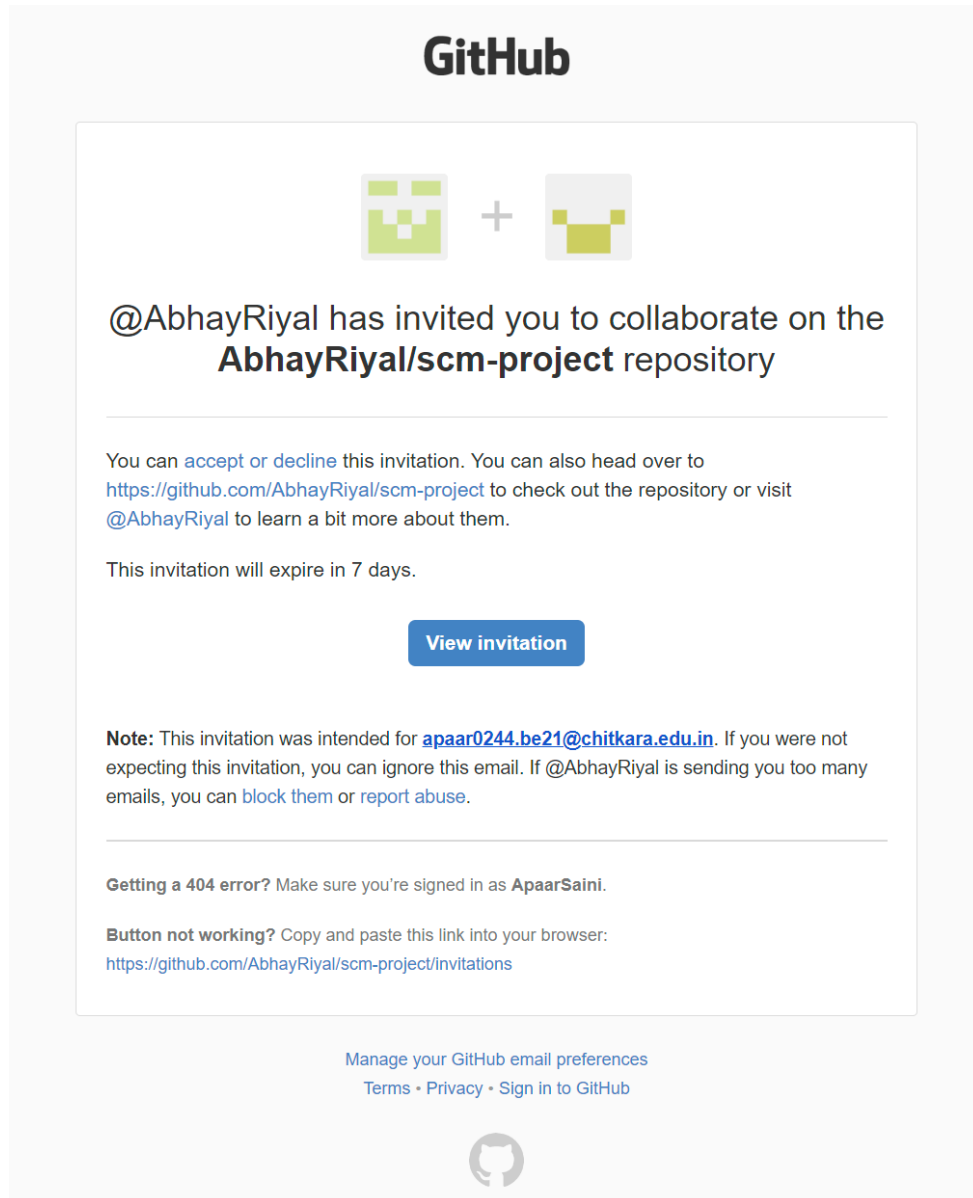 GitHub
+
@AbhayRiyal has invited you to collaborate on the
AbhayRiyal/scm-project repository
You can accept or decline this invitation. You can also head over to
https://github.com/AbhayRiyal/scm-project to check out the repository or visit
@AbhayRiyal to learn a bit more about them.
This invitation will expire in 7 days.
View invitation
Note: This invitation was intended for apaar0244.be21@chitkara.edu.in. If you were not
expecting this invitation, you can ignore this email. If @AbhayRiyal is sending you too many
emails, you can block them or report abuse.
Getting a 404 error? Make sure you’re signed in as ApaarSaini.
Button not working? Copy and paste this link into your browser:
https://github.com/AbhayRiyal/scm-project/invitations
Manage your GitHub email preferences
Terms • Privacy • Sign in to GitHub